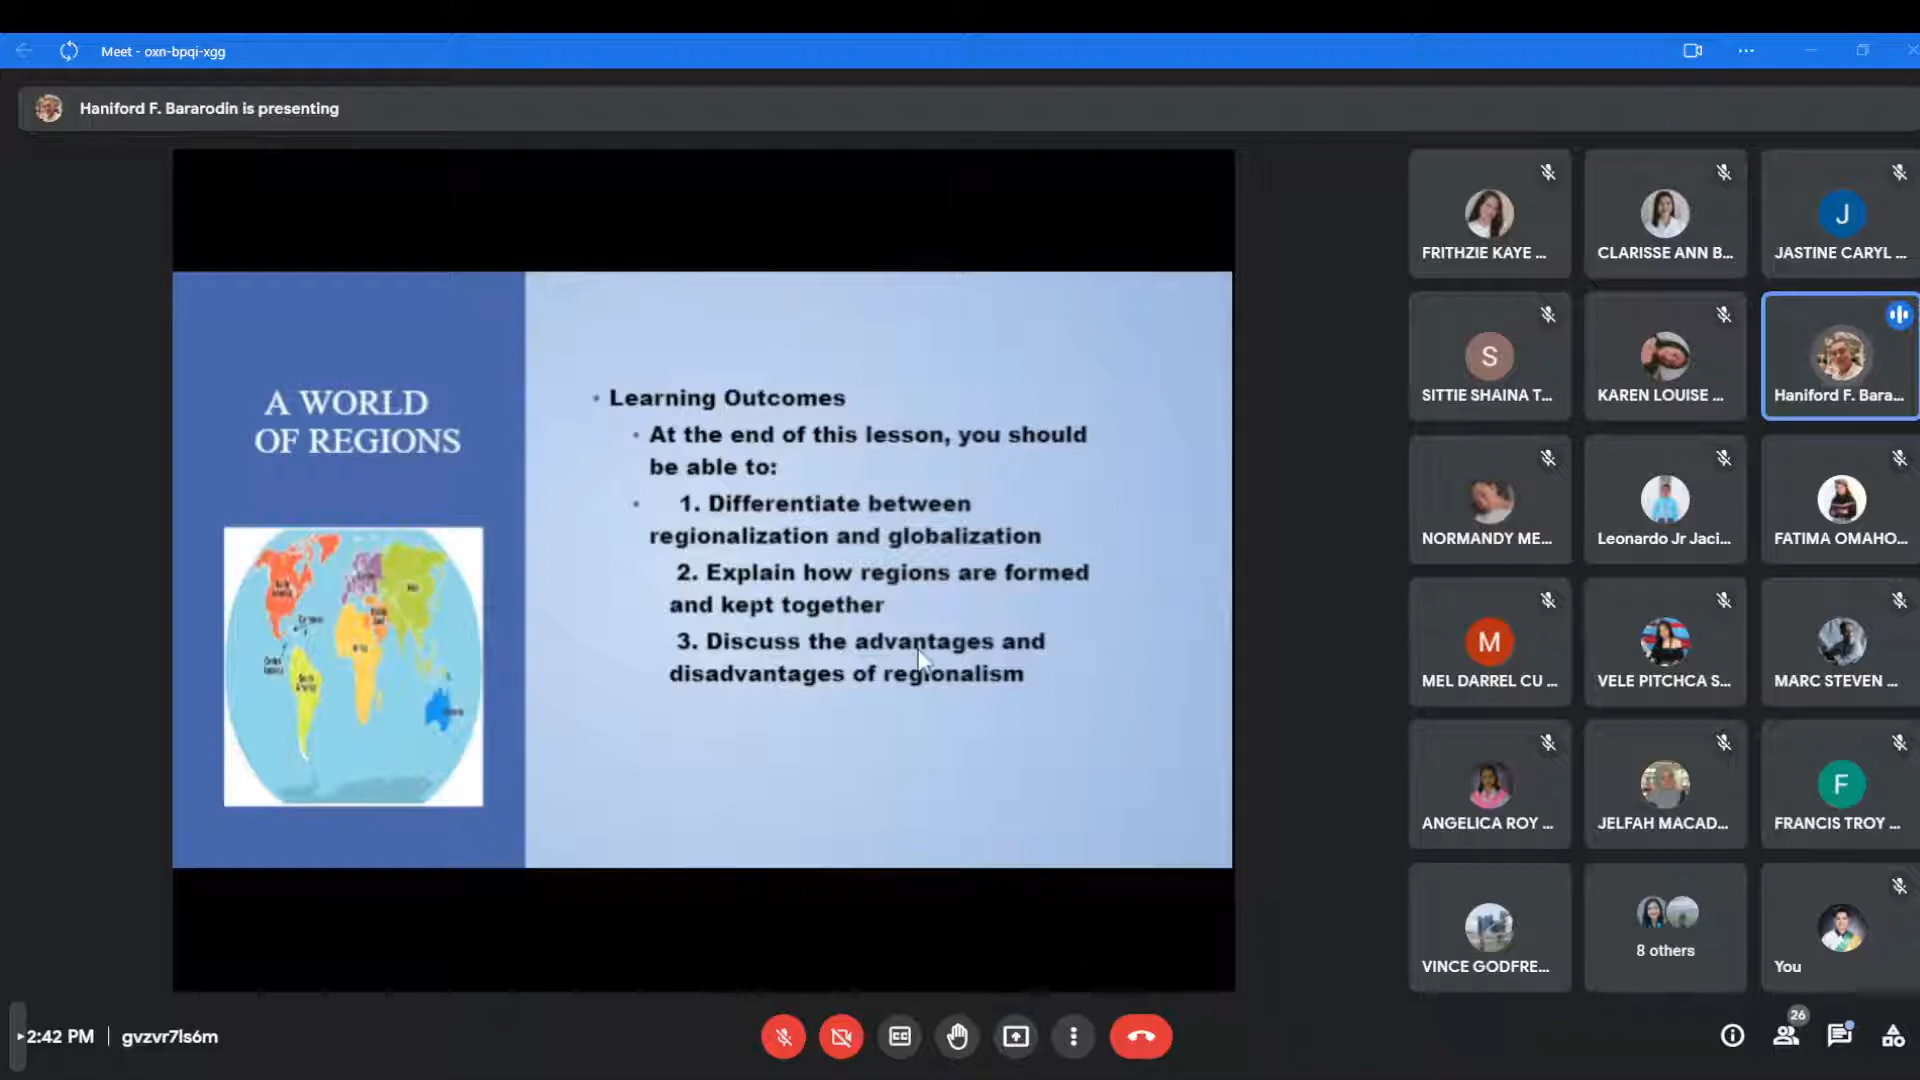 Meet - oxn-bpqi-xgg
Haniford F. Bararodin is presenting
A WORLD
OF REGIONS
• Learning Outcomes
• At the end of this lesson, you should
be able to:
• 1. Differentiate between
regionalization and globalization
2. Explain how regions are formed
and kept together
3. Discuss the advantages and
disadvantages of regionalism
FRITHZIE KAYE ...
CLARISSE ANN B...
J
JASTINE CARYL ...
S
SITTIE SHAINA T...
KAREN LOUISE ...
Haniford F. Bara...
NORMANDY ME...
Leonardo Jr Jaci...
FATIMA OMAHO...
M
MEL DARREL CU ...
VELE PITCHCA S...
MARC STEVEN ...
ANGELICA ROY ...
JELFAH MACAD...
F
FRANCIS TROY ...
VINCE GODFRE...
8 others
You
2:42 PM | gvzvr7ls6m
CC
26